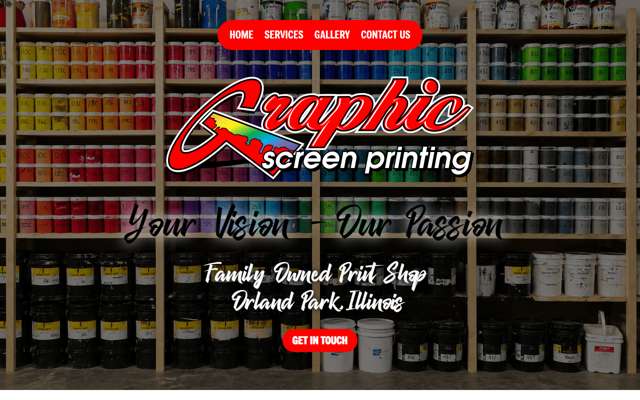 HOME SERVICES GALLERY CONTACT US
Graphic
screen printing
Your Vision - Our Passion
Family Owned Print Shop
Orland Park, Illinois
GET IN TOUCH